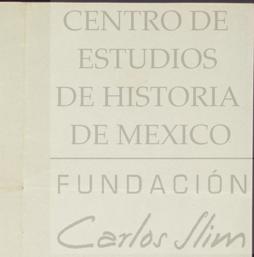 CENTRO DE
ESTUDIOS
DE HISTORIA
DE MEXICO
FUNDACIÓN
Carlos Slim